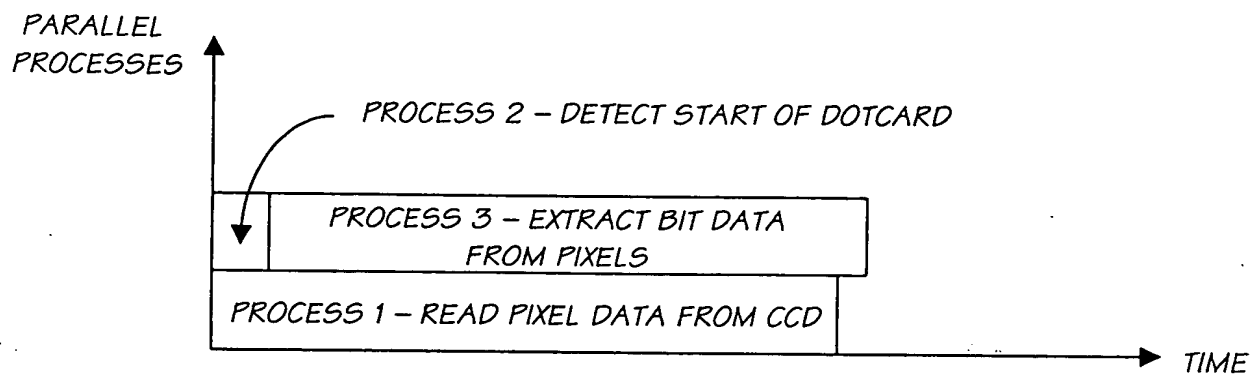 PARALLEL
PROCESSES
PROCESS 2 – DETECT START OF DOTCARD
PROCESS 3 – EXTRACT BIT DATA
FROM PIXELS
PROCESS 1 – READ PIXEL DATA FROM CCD
TIME